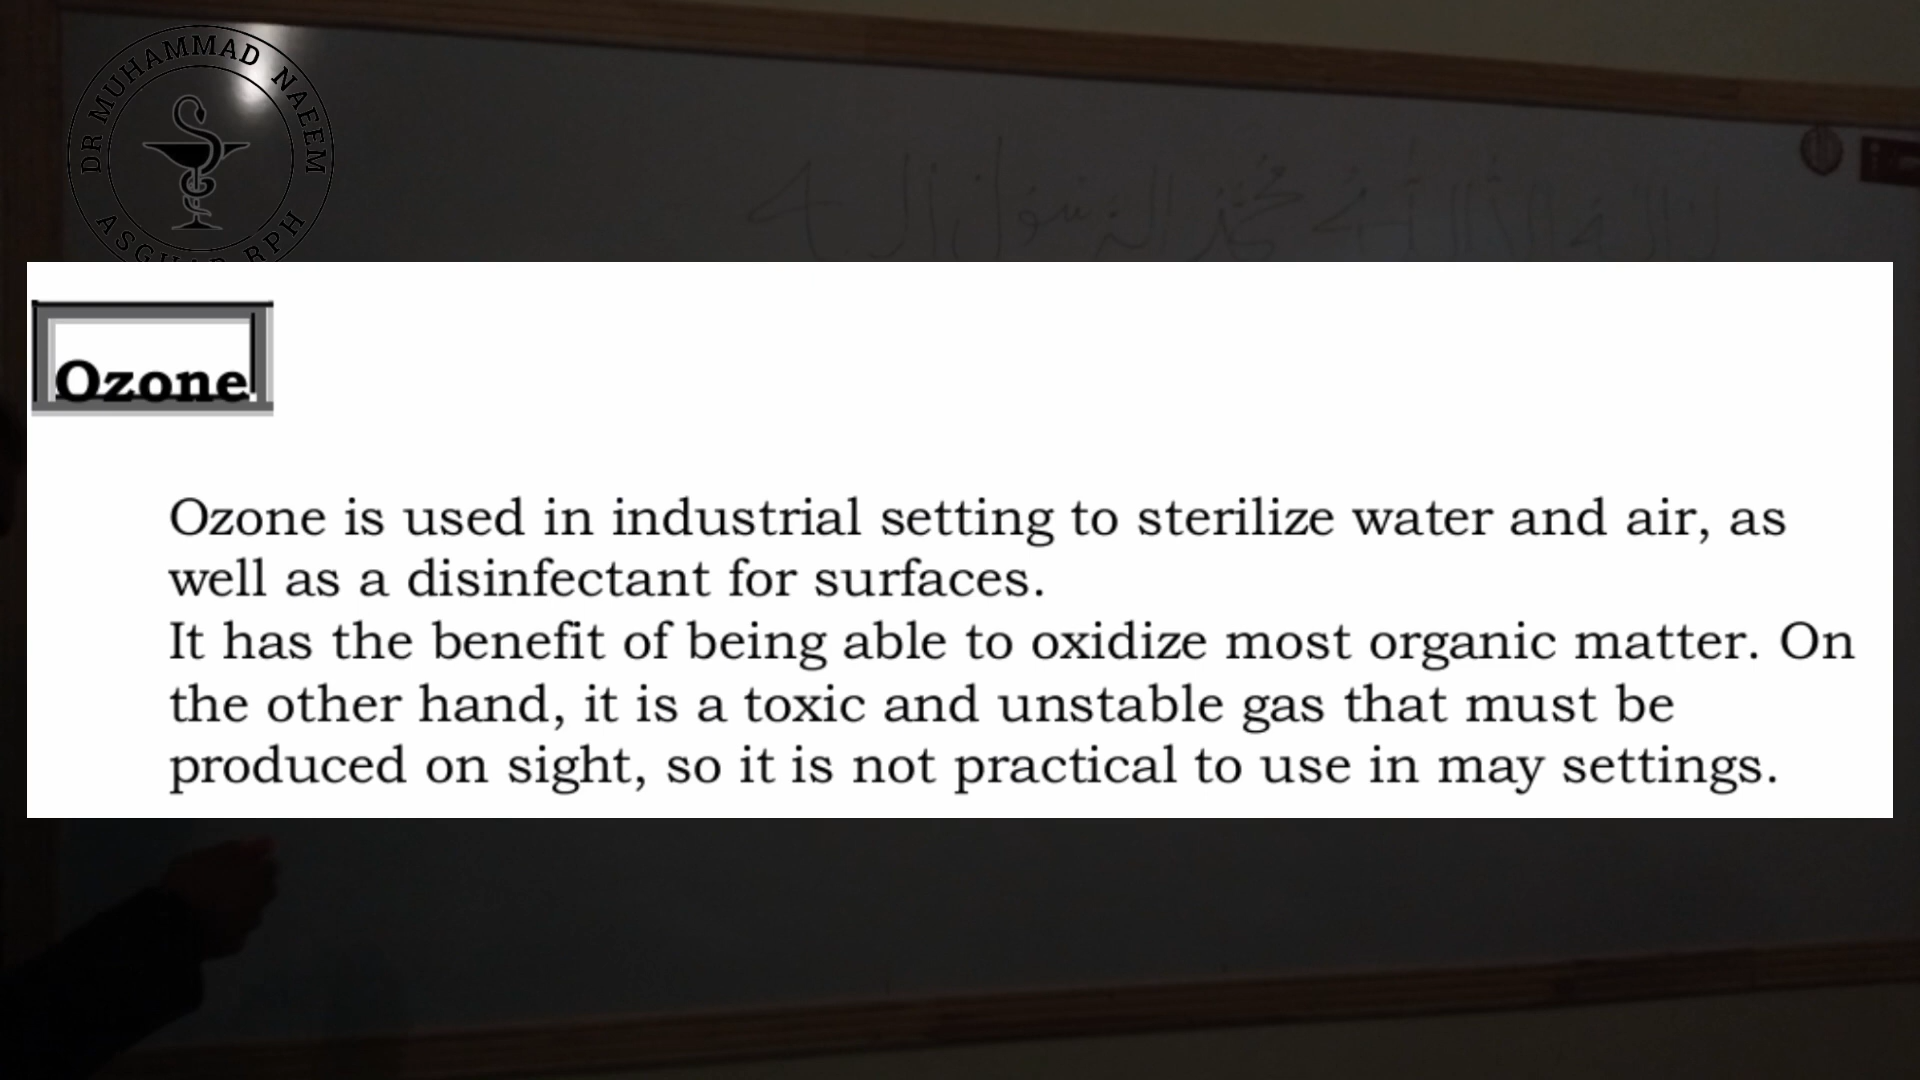 DR MUHAMMAD NAEEM
ASGHAR RPH
Ozone
Ozone is used in industrial setting to sterilize water and air, as
well as a disinfectant for surfaces.
It has the benefit of being able to oxidize most organic matter. On
the other hand, it is a toxic and unstable gas that must be
produced on sight, so it is not practical to use in may settings.